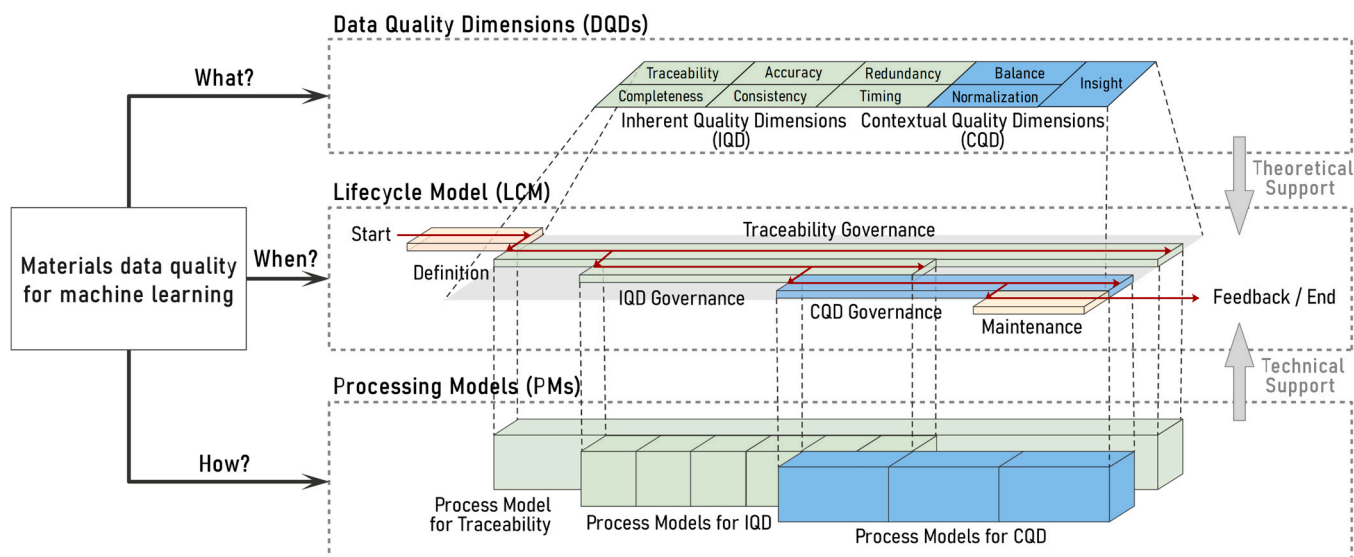 Data Quality Dimensions (DQDs)
What?
Traceability
Accuracy
Redundancy
Balance
Insight
Completeness
Consistency
Timing
Normalization
Inherent Quality Dimensions
(IQD)
Contextual Quality Dimensions
(CQD)
Theoretical
Support
Lifecycle Model (LCM)
Materials data quality
for machine learning
When?
Start
Traceability Governance
Definition
IQD Governance
CQD Governance
Maintenance
Feedback / End
Technical
Support
Processing Models (PMs)
How?
Process Model
for Traceability
Process Models for IQD
Process Models for CQD